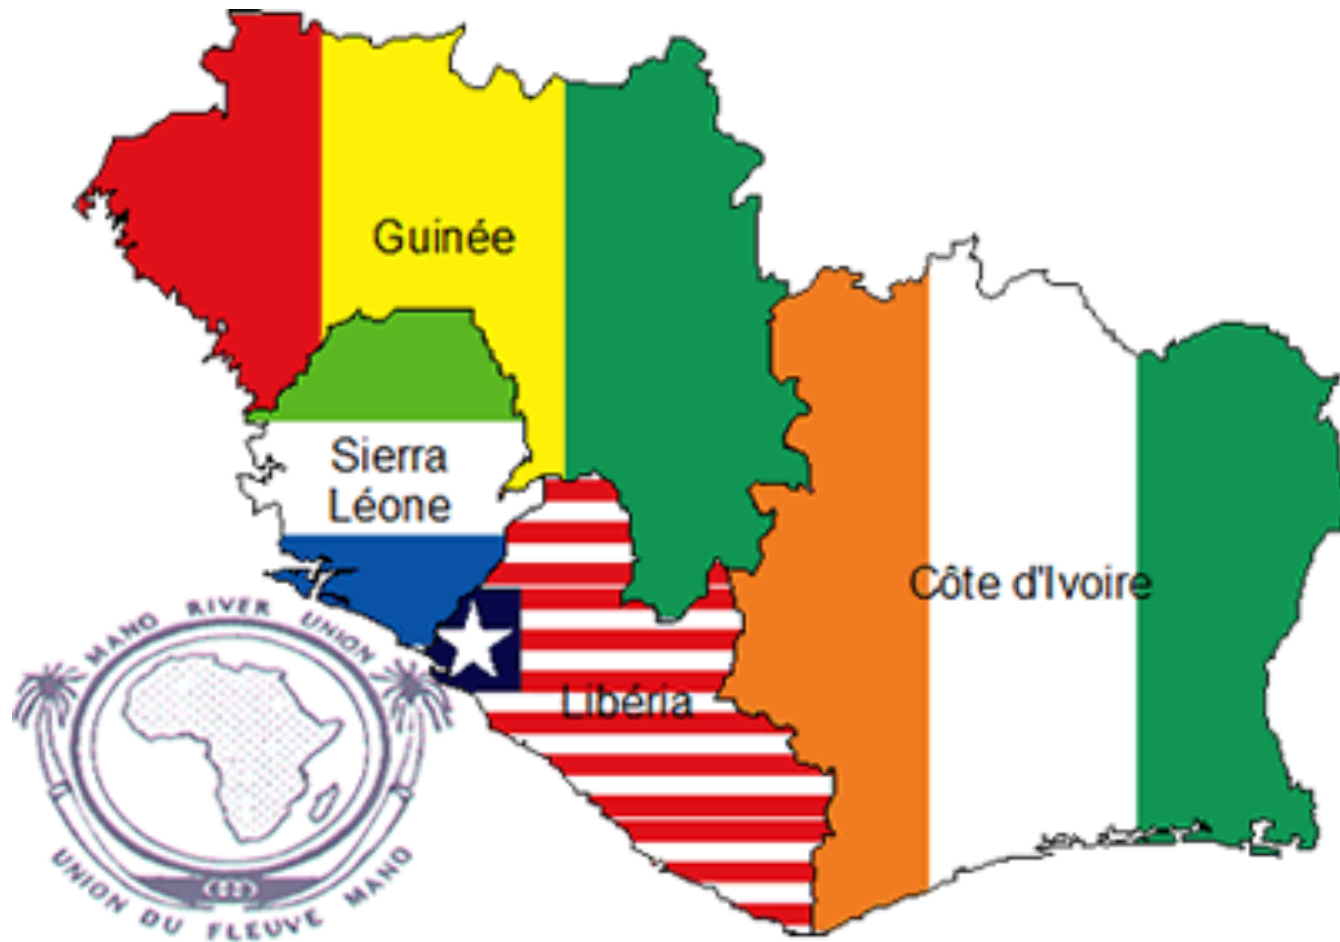 Guinée
Sierra
Léone
Côte d'Ivoire
Libéria
MANO RIVER UNION
UNION DU FLEUVE MANO